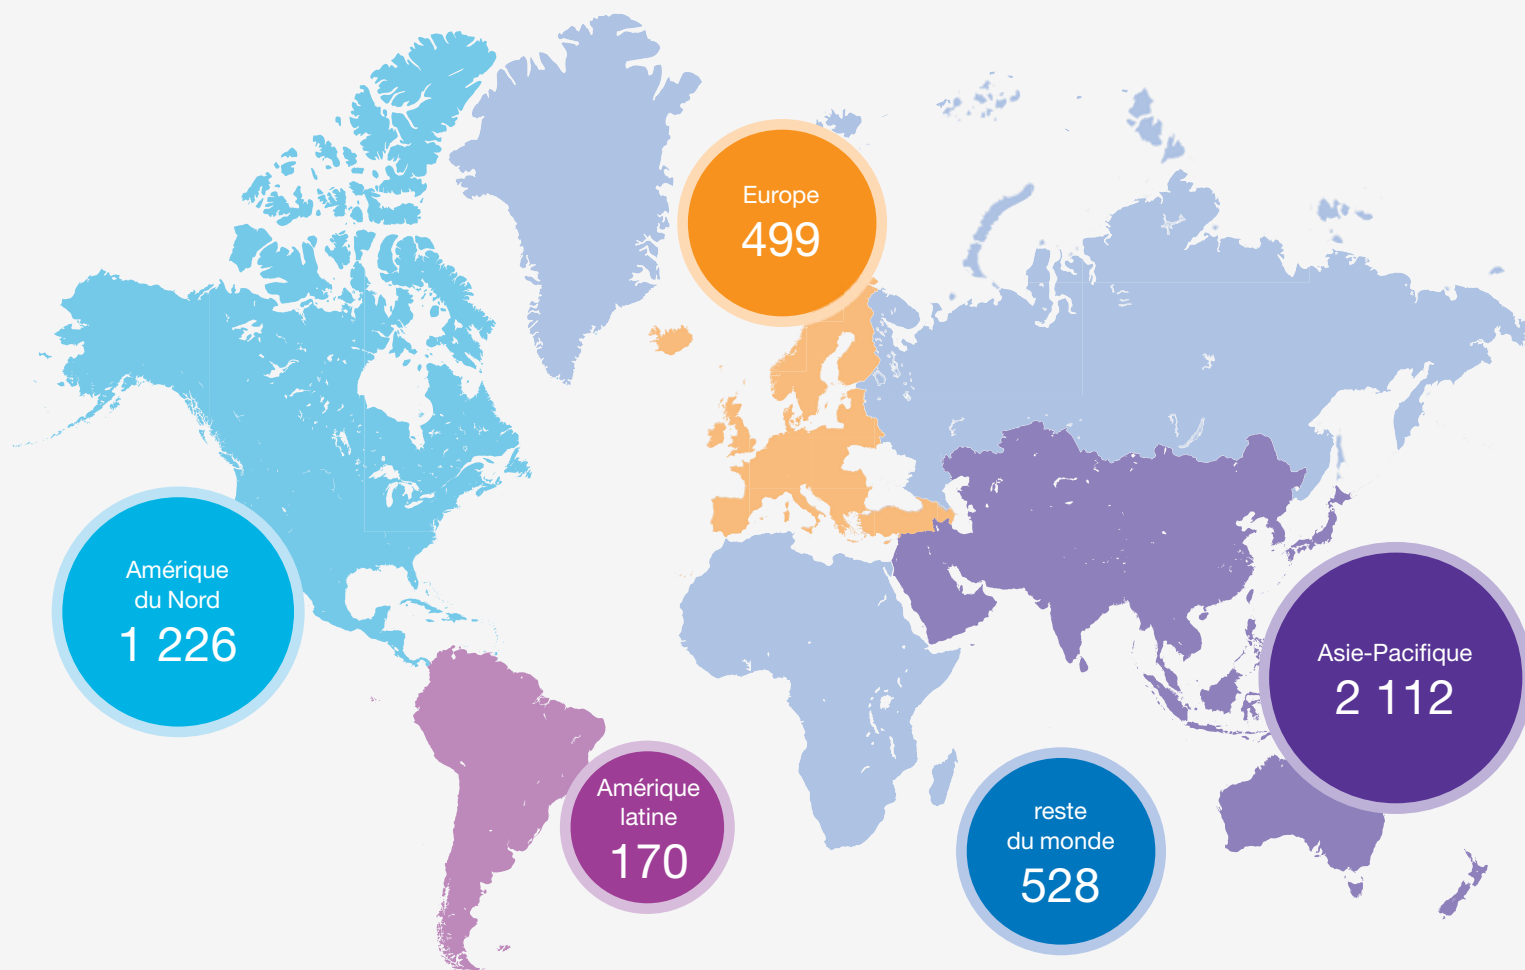 Europe
499
Amérique
du Nord
1 226
Asie-Pacifique
2 112
Amérique
latine
170
reste
du monde
528